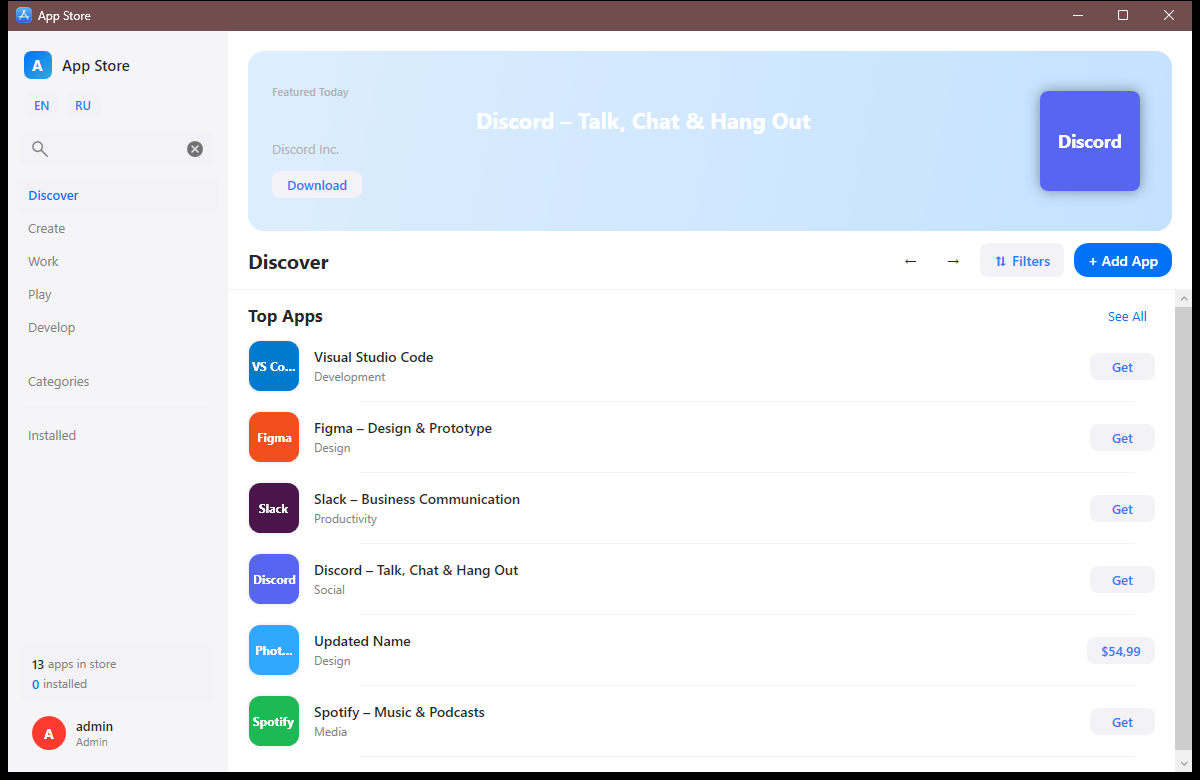 App Store
A App Store
EN RU
Discover
Create
Work
Play
Develop
Categories
Installed
13 apps in store
0 installed
A admin
Admin
Featured Today
Discord – Talk, Chat & Hang Out
Discord Inc.
Download
Discord
Discover
← → ⇅ Filters + Add App
Top Apps See All
VS Co... Visual Studio Code
Development
Get
Figma Figma – Design & Prototype
Design
Get
Slack Slack – Business Communication
Productivity
Get
Discord Discord – Talk, Chat & Hang Out
Social
Get
Phot... Updated Name
Design
$54,99
Spotify Spotify – Music & Podcasts
Media
Get